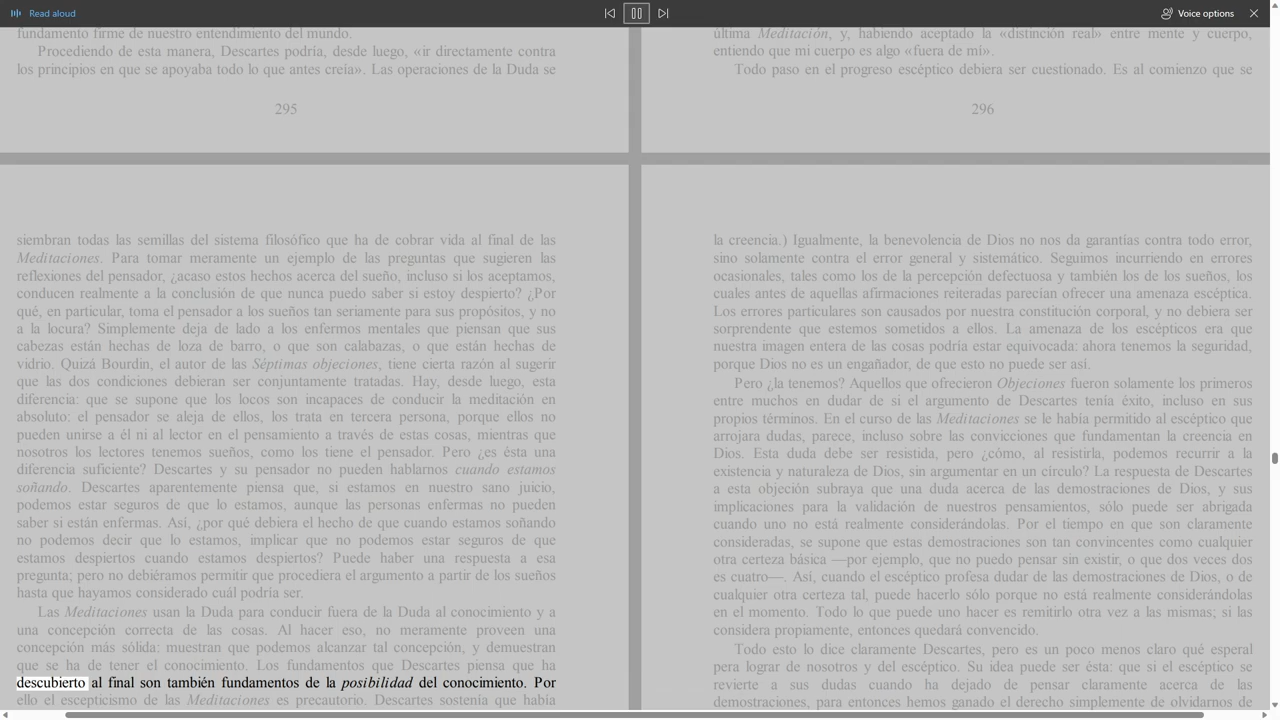 Read aloud
Voice options
fundamento firme de nuestro entendimiento del mundo.
Procediendo de esta manera, Descartes podría, desde luego, «ir directamente contra
los principios en que se apoyaba todo lo que antes creía». Las operaciones de la Duda se
295
última Meditación, y, habiendo aceptado la «distinción real» entre mente y cuerpo,
entiendo que mi cuerpo es algo «fuera de mí».
Todo paso en el progreso escéptico debiera ser cuestionado. Es al comienzo que se
296
siembran todas las semillas del sistema filosófico que ha de cobrar vida al final de las
Meditaciones. Para tomar meramente un ejemplo de las preguntas que sugieren las
reflexiones del pensador, ¿acaso estos hechos acerca del sueño, incluso si los aceptamos,
conducen realmente a la conclusión de que nunca puedo saber si estoy despierto? ¿Por
qué, en particular, toma el pensador a los sueños tan seriamente para sus propósitos, y no
a la locura? Simplemente deja de lado a los enfermos mentales que piensan que sus
cabezas están hechas de loza de barro, o que son calabazas, o que están hechas de
vidrio. Quizá Bourdin, el autor de las Séptimas objeciones, tiene cierta razón al sugerir
que las dos condiciones debieran ser conjuntamente tratadas. Hay, desde luego, esta
diferencia: que se supone que los locos son incapaces de conducir la meditación en
absoluto: el pensador se aleja de ellos, los trata en tercera persona, porque ellos no
pueden unirse a él ni al lector en el pensamiento a través de estas cosas, mientras que
nosotros los lectores tenemos sueños, como los tiene el pensador. Pero ¿es ésta una
diferencia suficiente? Descartes y su pensador no pueden hablarnos cuando estamos
soñando. Descartes aparentemente piensa que, si estamos en nuestro sano juicio,
podemos estar seguros de que lo estamos, aunque las personas enfermas no pueden
saber si están enfermas. Así, ¿por qué debiera el hecho de que cuando estamos soñando
no podemos decir que lo estamos, implicar que no podemos estar seguros de que
estamos despiertos cuando estamos despiertos? Puede haber una respuesta a esa
pregunta; pero no debiéramos permitir que procediera el argumento a partir de los sueños
hasta que hayamos considerado cuál podría ser.
Las Meditaciones usan la Duda para conducir fuera de la Duda al conocimiento y a
una concepción correcta de las cosas. Al hacer eso, no meramente proveen una
concepción más sólida: muestran que podemos alcanzar tal concepción, y demuestran
que se ha de tener el conocimiento. Los fundamentos que Descartes piensa que ha
descubierto al final son también fundamentos de la posibilidad del conocimiento. Por
ello el escepticismo de las Meditaciones es precautorio. Descartes sostenía que había
la creencia.) Igualmente, la benevolencia de Dios no nos da garantías contra todo error,
sino solamente contra el error general y sistemático. Seguimos incurriendo en errores
ocasionales, tales como los de la percepción defectuosa y también los de los sueños, los
cuales antes de aquellas afirmaciones reiteradas parecían ofrecer una amenaza escéptica.
Los errores particulares son causados por nuestra constitución corporal, y no debiera ser
sorprendente que estemos sometidos a ellos. La amenaza de los escépticos era que
nuestra imagen entera de las cosas podría estar equivocada: ahora tenemos la seguridad,
porque Dios no es un engañador, de que esto no puede ser así.
Pero ¿la tenemos? Aquellos que ofrecieron Objeciones fueron solamente los primeros
entre muchos en dudar de si el argumento de Descartes tenía éxito, incluso en sus
propios términos. En el curso de las Meditaciones se le había permitido al escéptico que
arrojara dudas, parece, incluso sobre las convicciones que fundamentan la creencia en
Dios. Esta duda debe ser resistida, pero ¿cómo, al resistirla, podemos recurrir a la
existencia y naturaleza de Dios, sin argumentar en un círculo? La respuesta de Descartes
a esta objeción subraya que una duda acerca de las demostraciones de Dios, y sus
implicaciones para la validación de nuestros pensamientos, sólo puede ser abrigada
cuando uno no está realmente considerándolas. Por el tiempo en que son claramente
consideradas, se supone que estas demostraciones son tan convincentes como cualquier
otra certeza básica —por ejemplo, que no puedo pensar sin existir, o que dos veces dos
es cuatro—. Así, cuando el escéptico profesa dudar de las demostraciones de Dios, o de
cualquier otra certeza tal, puede hacerlo sólo porque no está realmente considerándolas
en el momento. Todo lo que puede uno hacer es remitirlo otra vez a las mismas; si las
considera propiamente, entonces quedará convencido.
Todo esto lo dice claramente Descartes, pero es un poco menos claro qué esperal
pera lograr de nosotros y del escéptico. Su idea puede ser ésta: que si el escéptico se
revierte a sus dudas cuando ha dejado de pensar claramente acerca de las
demostraciones, para entonces hemos ganado el derecho simplemente de olvidarnos de